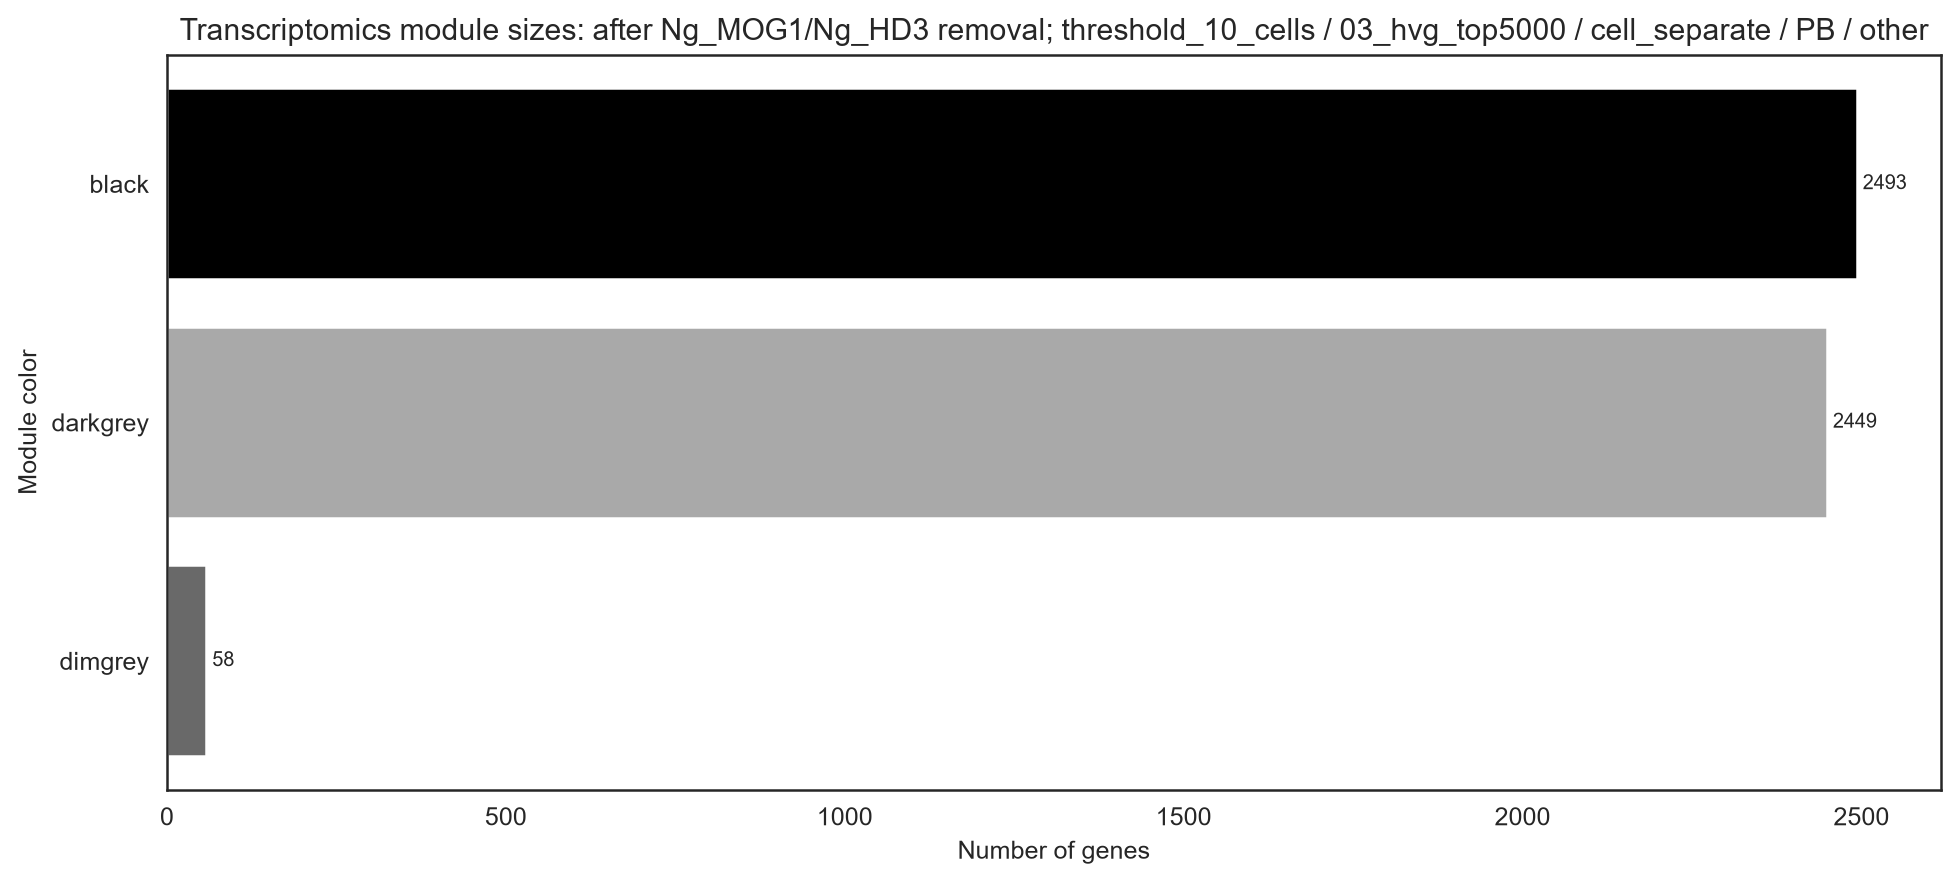 Transcriptomics module sizes: after Ng_MOG1/Ng_HD3 removal; threshold_10_cells / 03_hvg_top5000 / cell_separate / PB / other
black
2493
Module color
darkgrey
2449
dimgrey
58
0 500 1000 1500 2000 2500
Number of genes